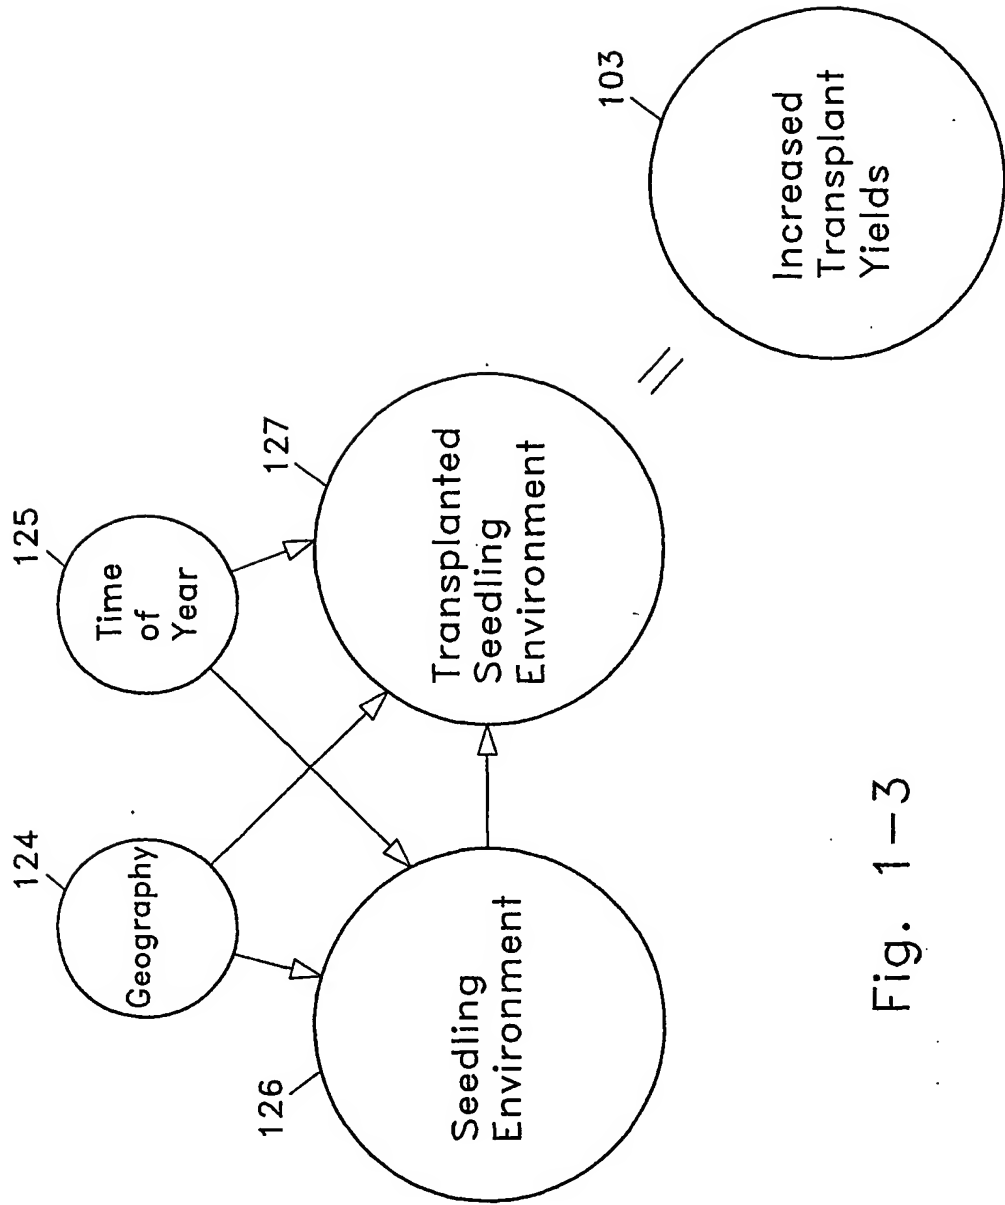 124
Geography
125
Time
of
Year
126
Seedling
Environment
127
Transplanted
Seedling
Environment
=
103
Increased
Transplant
Yields
Fig. 1-3